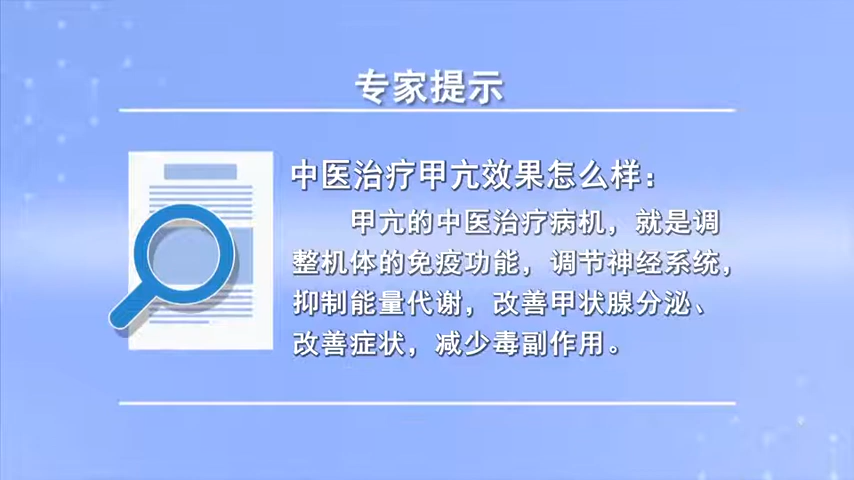 专家提示
中医治疗甲亢效果怎么样：
甲亢的中医治疗病机，就是调
整机体的免疫功能，调节神经系统，
抑制能量代谢，改善甲状腺分泌、
改善症状，减少毒副作用。